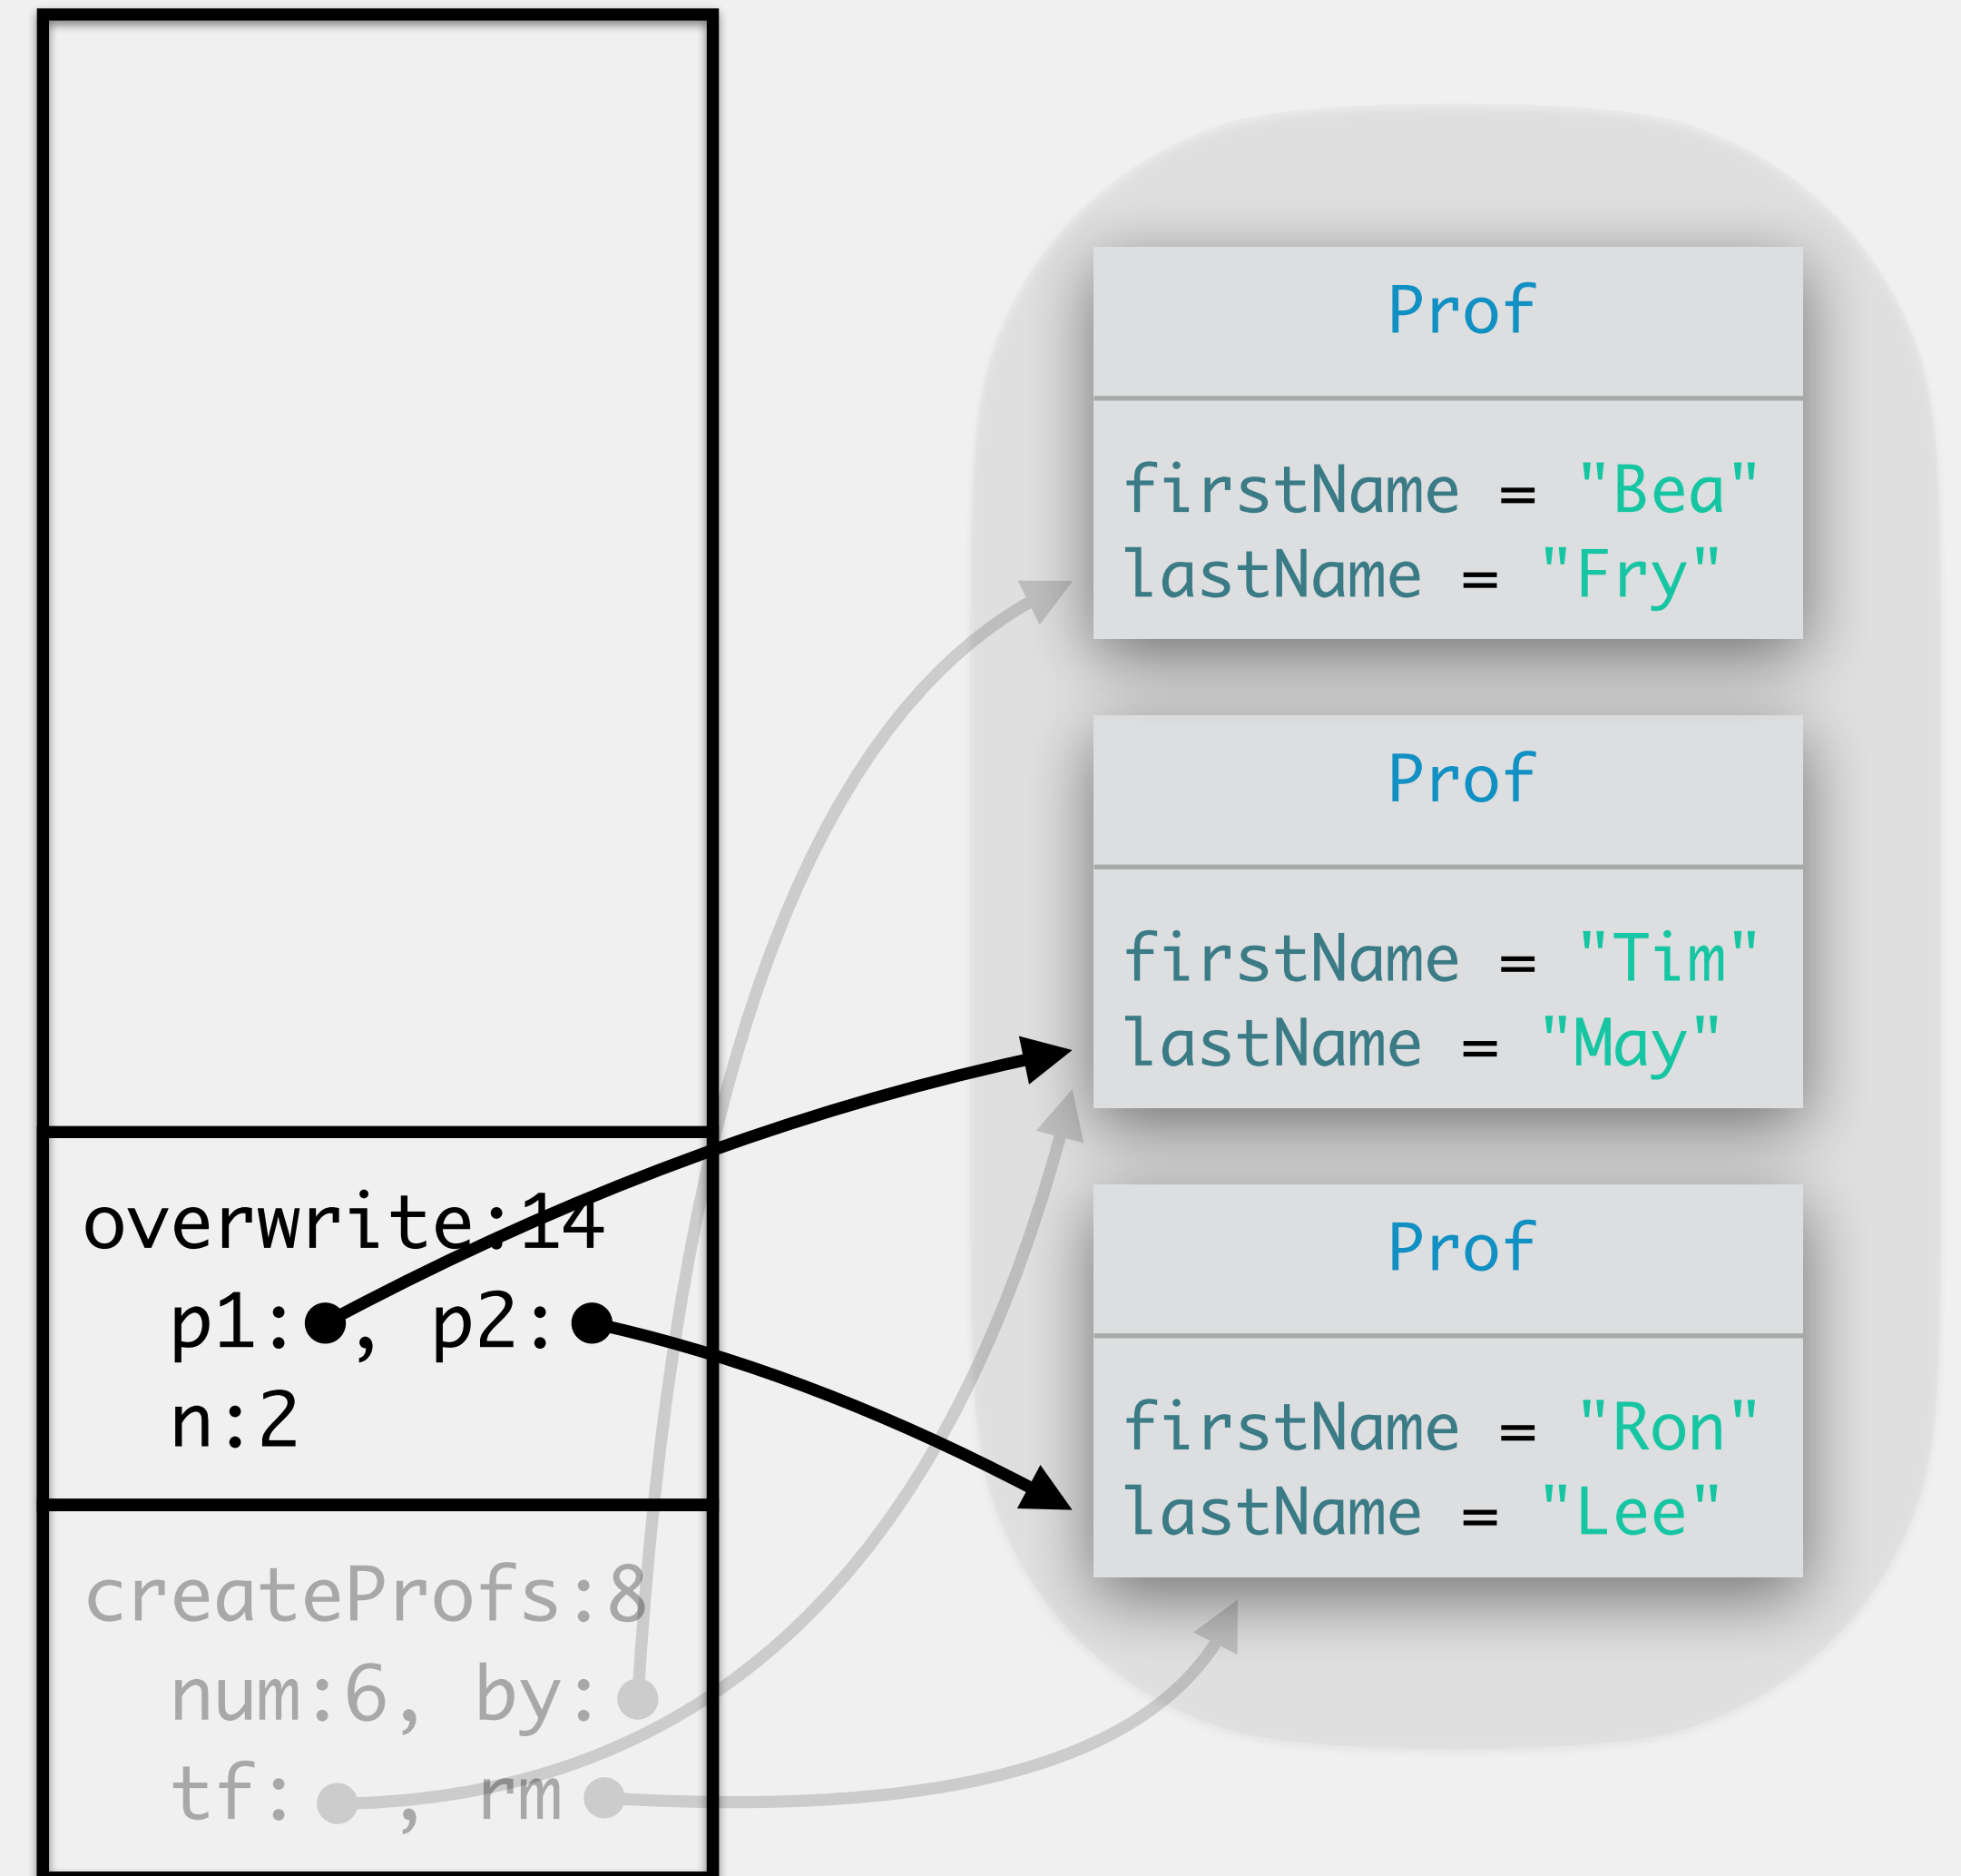 overwrite:14
p1: , p2:
n:2
createProfs:8
num:6, by:
tf: , rm
Prof
firstName = "Bea"
lastName = "Fry"
Prof
firstName = "Tim"
lastName = "May"
Prof
firstName = "Ron"
lastName = "Lee"